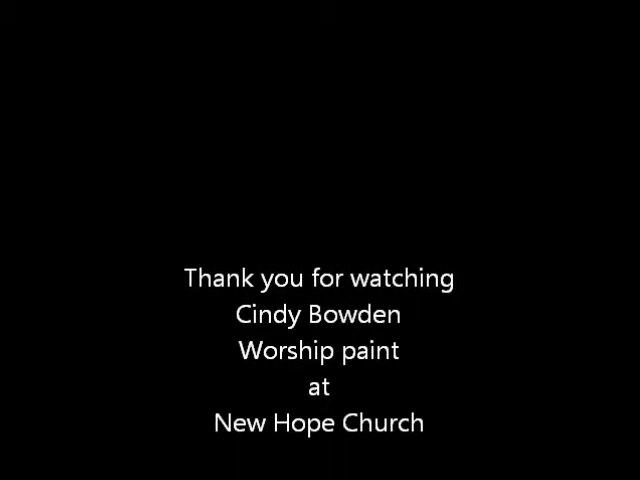 Thank you for watching
Cindy Bowden
Worship paint
at
New Hope Church